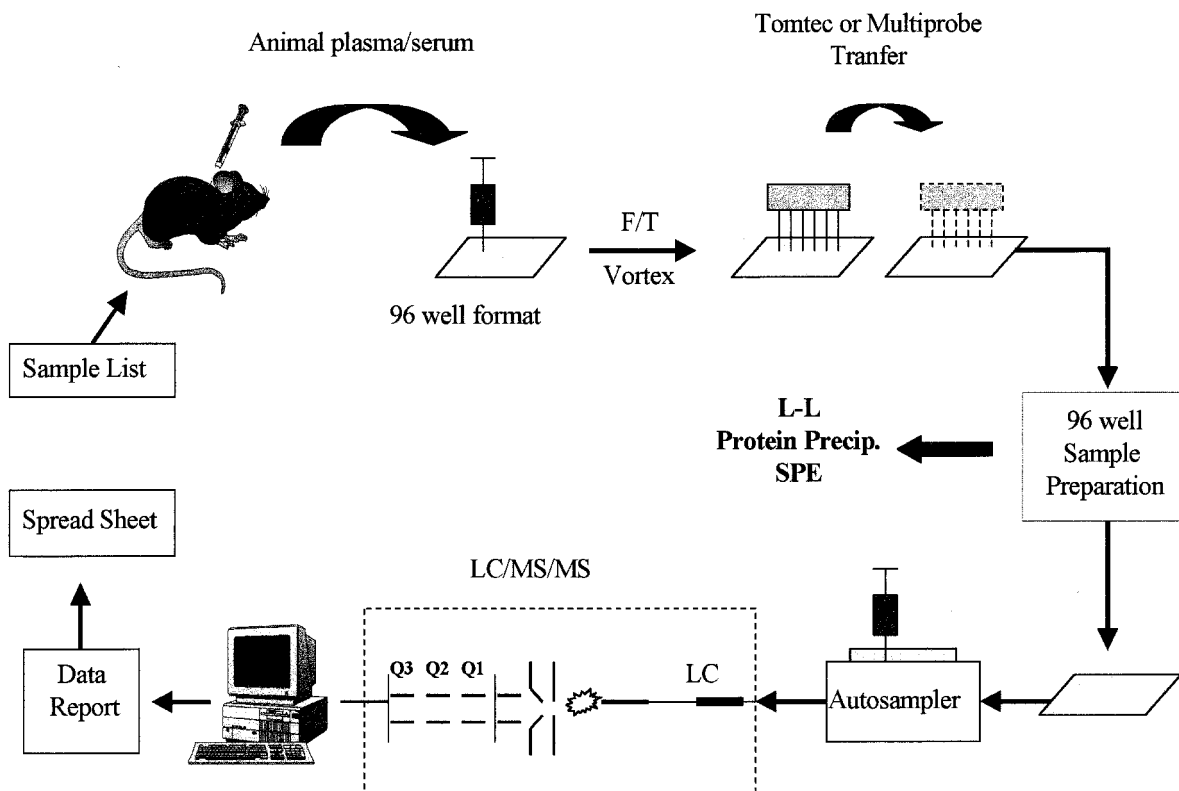 Animal plasma/serum
Tomtec or Multiprobe
Tranfer
F/T
Vortex
96 well format
Sample List
L-L
Protein Precip.
SPE
96 well
Sample
Preparation
Spread Sheet
LC/MS/MS
Data
Report
Q3 Q2 Q1
LC
Autosampler